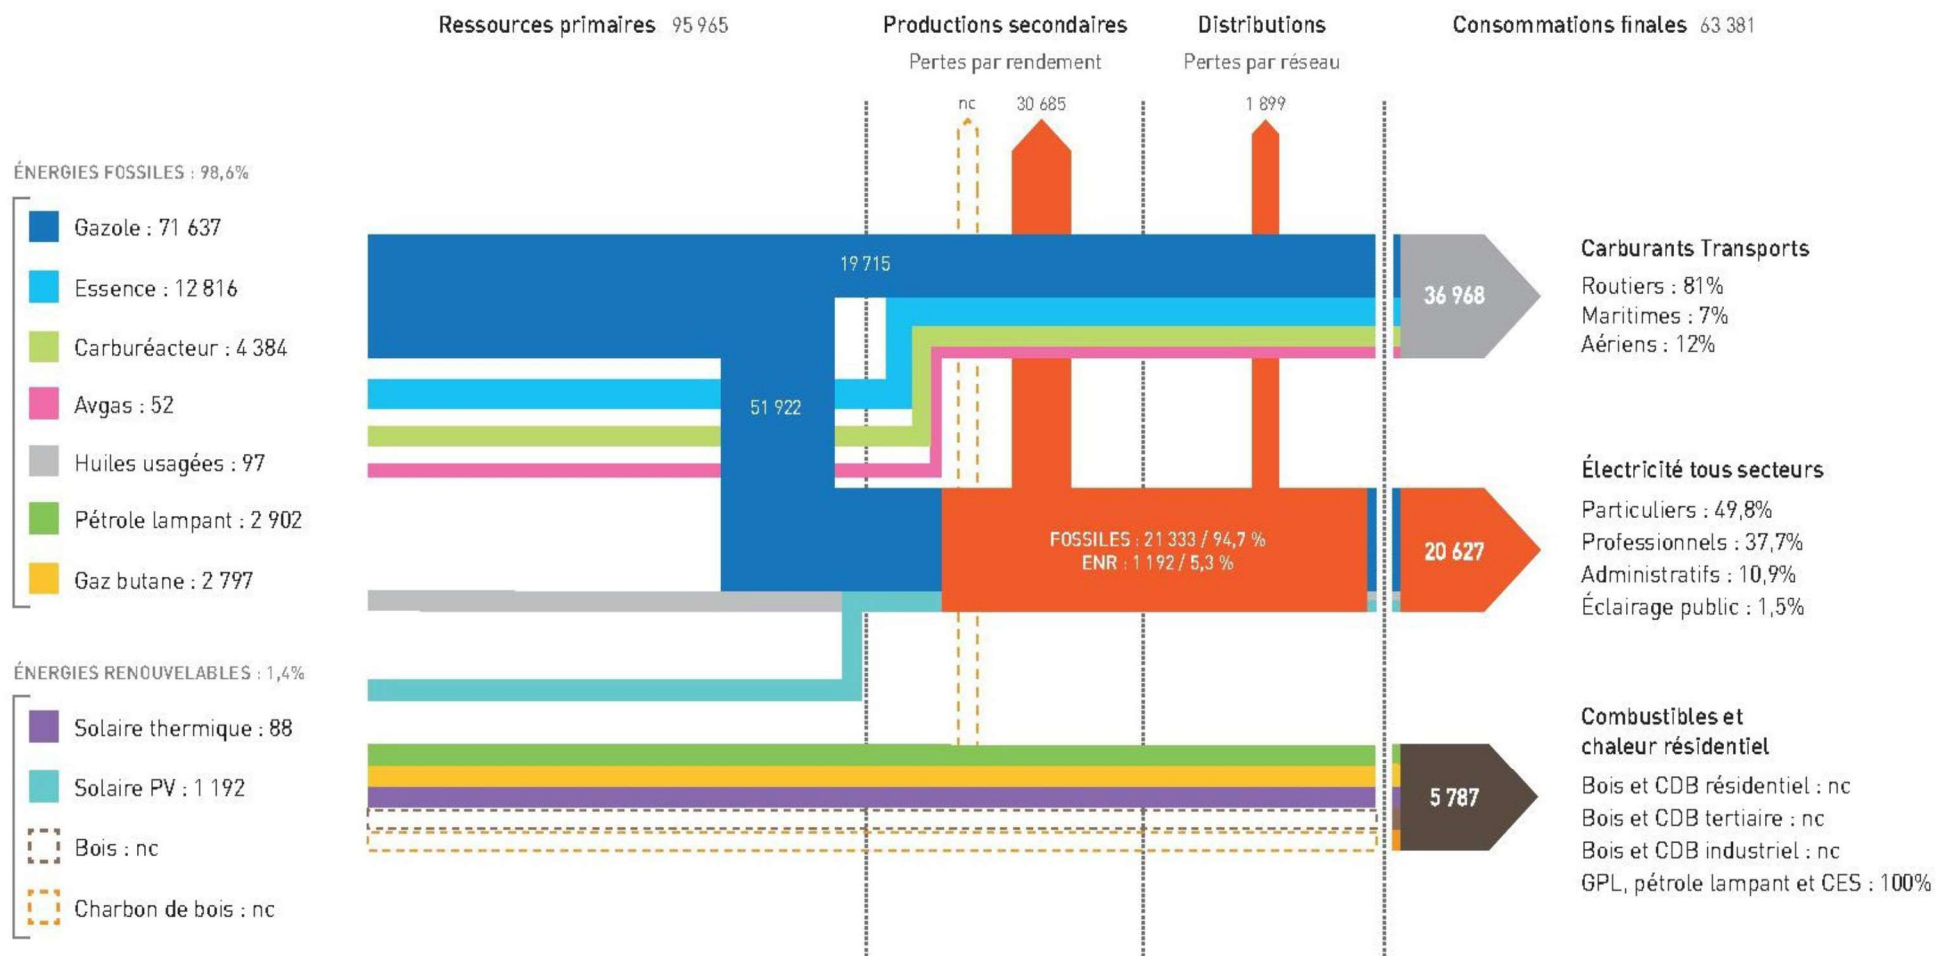 Ressources primaires 95 965
Productions secondaires
Pertes par rendement
Distributions
Pertes par réseau
Consommations finales 63 381
nc
30 685
1 899
ÉNERGIES FOSSILES : 98,6%
Gazole : 71 637
Essence : 12 816
Carburéacteur : 4 384
Avgas : 52
Huiles usagées : 97
Pétrole lampant : 2 902
Gaz butane : 2 797
ÉNERGIES RENOUVELABLES : 1,4%
Solaire thermique : 88
Solaire PV : 1 192
Bois : nc
Charbon de bois : nc
19 715
51 922
FOSSILES : 21 333 / 94,7 %
ENR : 1 192 / 5,3 %
36 968
Carburants Transports
Routiers : 81%
Maritimes : 7%
Aériens : 12%
20 627
Électricité tous secteurs
Particuliers : 49,8%
Professionnels : 37,7%
Administratifs : 10,9%
Éclairage public : 1,5%
5 787
Combustibles et
chaleur résidentiel
Bois et CDB résidentiel : nc
Bois et CDB tertiaire : nc
Bois et CDB industriel : nc
GPL, pétrole lampant et CES : 100%